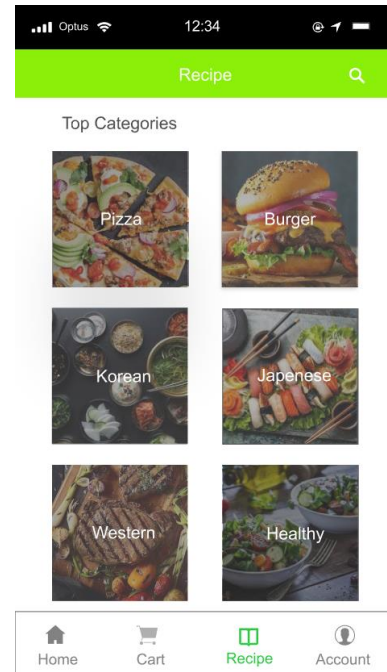 Optus 12:34
Recipe
Top Categories
Pizza Burger
Korean Japenese
Western Healthy
Home Cart Recipe Account